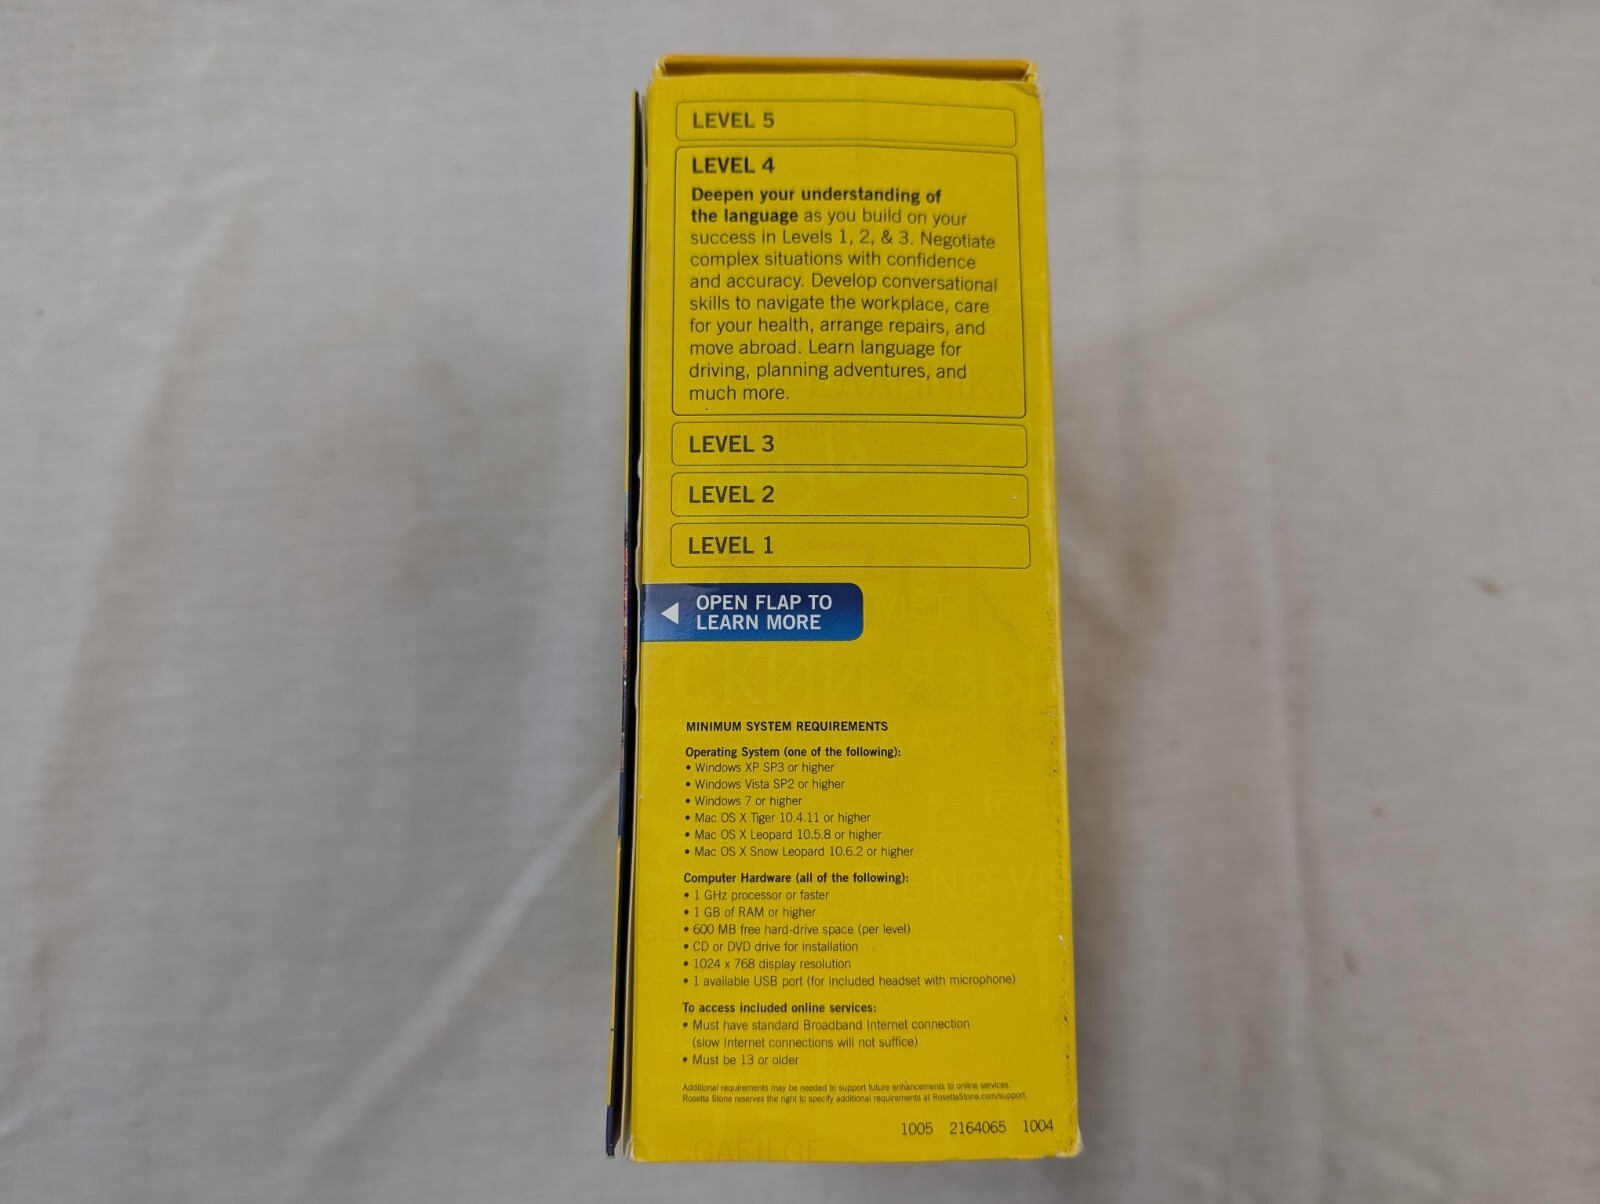 LEVEL 5
LEVEL 4
Deepen your understanding of
the language as you build on your
success in Levels 1, 2, & 3. Negotiate
complex situations with confidence
and accuracy. Develop conversational
skills to navigate the workplace, care
for your health, arrange repairs, and
move abroad. Learn language for
driving, planning adventures, and
much more.
LEVEL 3
LEVEL 2
LEVEL 1
OPEN FLAP TO
LEARN MORE
MINIMUM SYSTEM REQUIREMENTS
Operating System (one of the following):
• Windows XP SP3 or higher
• Windows Vista SP2 or higher
• Windows 7 or higher
• Mac OS X Tiger 10.4.11 or higher
• Mac OS X Leopard 10.5.8 or higher
• Mac OS X Snow Leopard 10.6.2 or higher
Computer Hardware (all of the following):
• 1 GHz processor or faster
• 1 GB of RAM or higher
• 600 MB free hard-drive space (per level)
• CD or DVD drive for installation
• 1024 x 768 display resolution
• 1 available USB port (for included headset with microphone)
To access included online services:
• Must have standard Broadband Internet connection
(slow Internet connections will not suffice)
• Must be 13 or older
Additional requirements may be needed to support future enhancements to online services.
Rosetta Stone reserves the right to specify additional requirements at RosettaStone.com/support.
1005 2164065 1004
GAEILGE